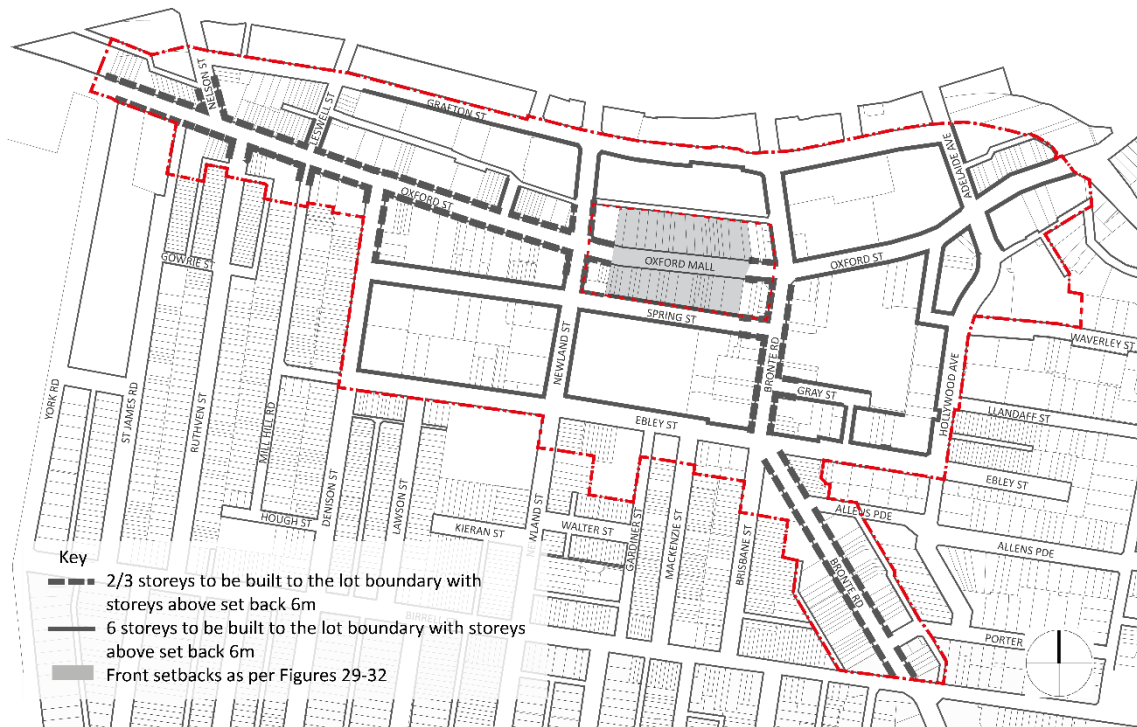 NELSON ST
LESWELL ST
GRAFTON ST
ADELAIDE AVE
OXFORD ST
OXFORD MALL
OXFORD ST
GOWRIE ST
SPRING ST
WAVERLEY ST
BRONTE RD
NEWLAND ST
HOLLYWOOD AVE
GRAY ST
YORK RD
ST JAMES RD
RUTHVEN ST
MILL HILL RD
LLANDAFF ST
EBLEY ST
DENISON ST
LAWSON ST
EBLEY ST
HOUGH ST
KIERAN ST
NEWLAND ST
WALTER ST
GARDINER ST
MACKENZIE ST
BRISBANE ST
ALLENS PDE
ALLENS PDE
BRONTE RD
PORTER
Key
2/3 storeys to be built to the lot boundary with
storeys above set back 6m
6 storeys to be built to the lot boundary with storeys
above set back 6m
Front setbacks as per Figures 29-32